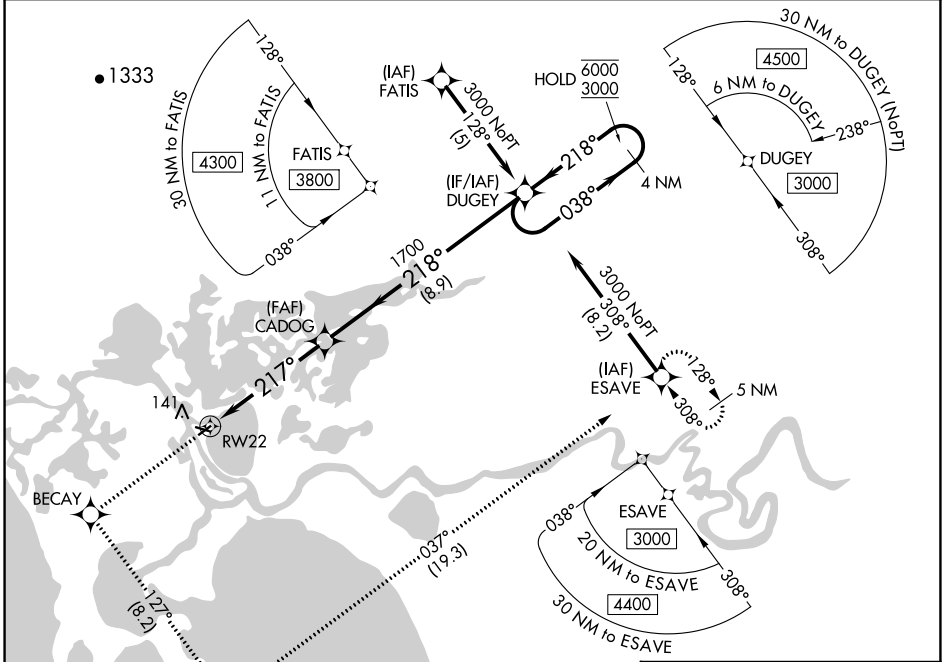 1333
128°
30 NM to FATIS
4300
11 NM to FATIS
3800
FATIS
038°
(IAF)
FATIS
3000 NoPT
128°
(5)
HOLD 6000
3000
218°
038°
4 NM
(IF/IAF)
DUGEY
30 NM to DUGEY (NoPT)
4500
6 NM to DUGEY
128°
238°
DUGEY
3000
308°
1700
218°
(8.9)
(FAF)
CADOG
217°
3000 NoPT
308°
(8.2)
(IAF)
ESAVE
128°
308°
5 NM
141
RW22
BECAY
127°
(8.2)
037°
(19.3)
038°
ESAVE
3000
20 NM to ESAVE
308°
4400
30 NM to ESAVE